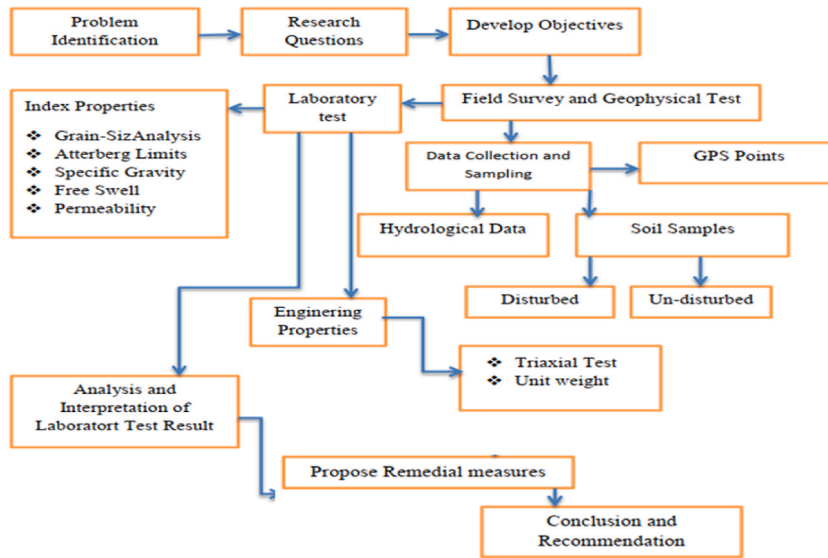 Problem
Identification
Research
Questions
Develop Objectives
Index Properties
❖ Grain-SizAnalysis
❖ Atterberg Limits
❖ Specific Gravity
❖ Free Swell
❖ Permeability
Laboratory
test
Field Survey and Geophysical Test
Data Collection and
Sampling
GPS Points
Hydrological Data
Soil Samples
Disturbed
Un-disturbed
Enginering
Properties
❖ Triaxial Test
❖ Unit weight
Analysis and
Interpretation of
Laboratort Test Result
Propose Remedial measures
Conclusion and
Recommendation